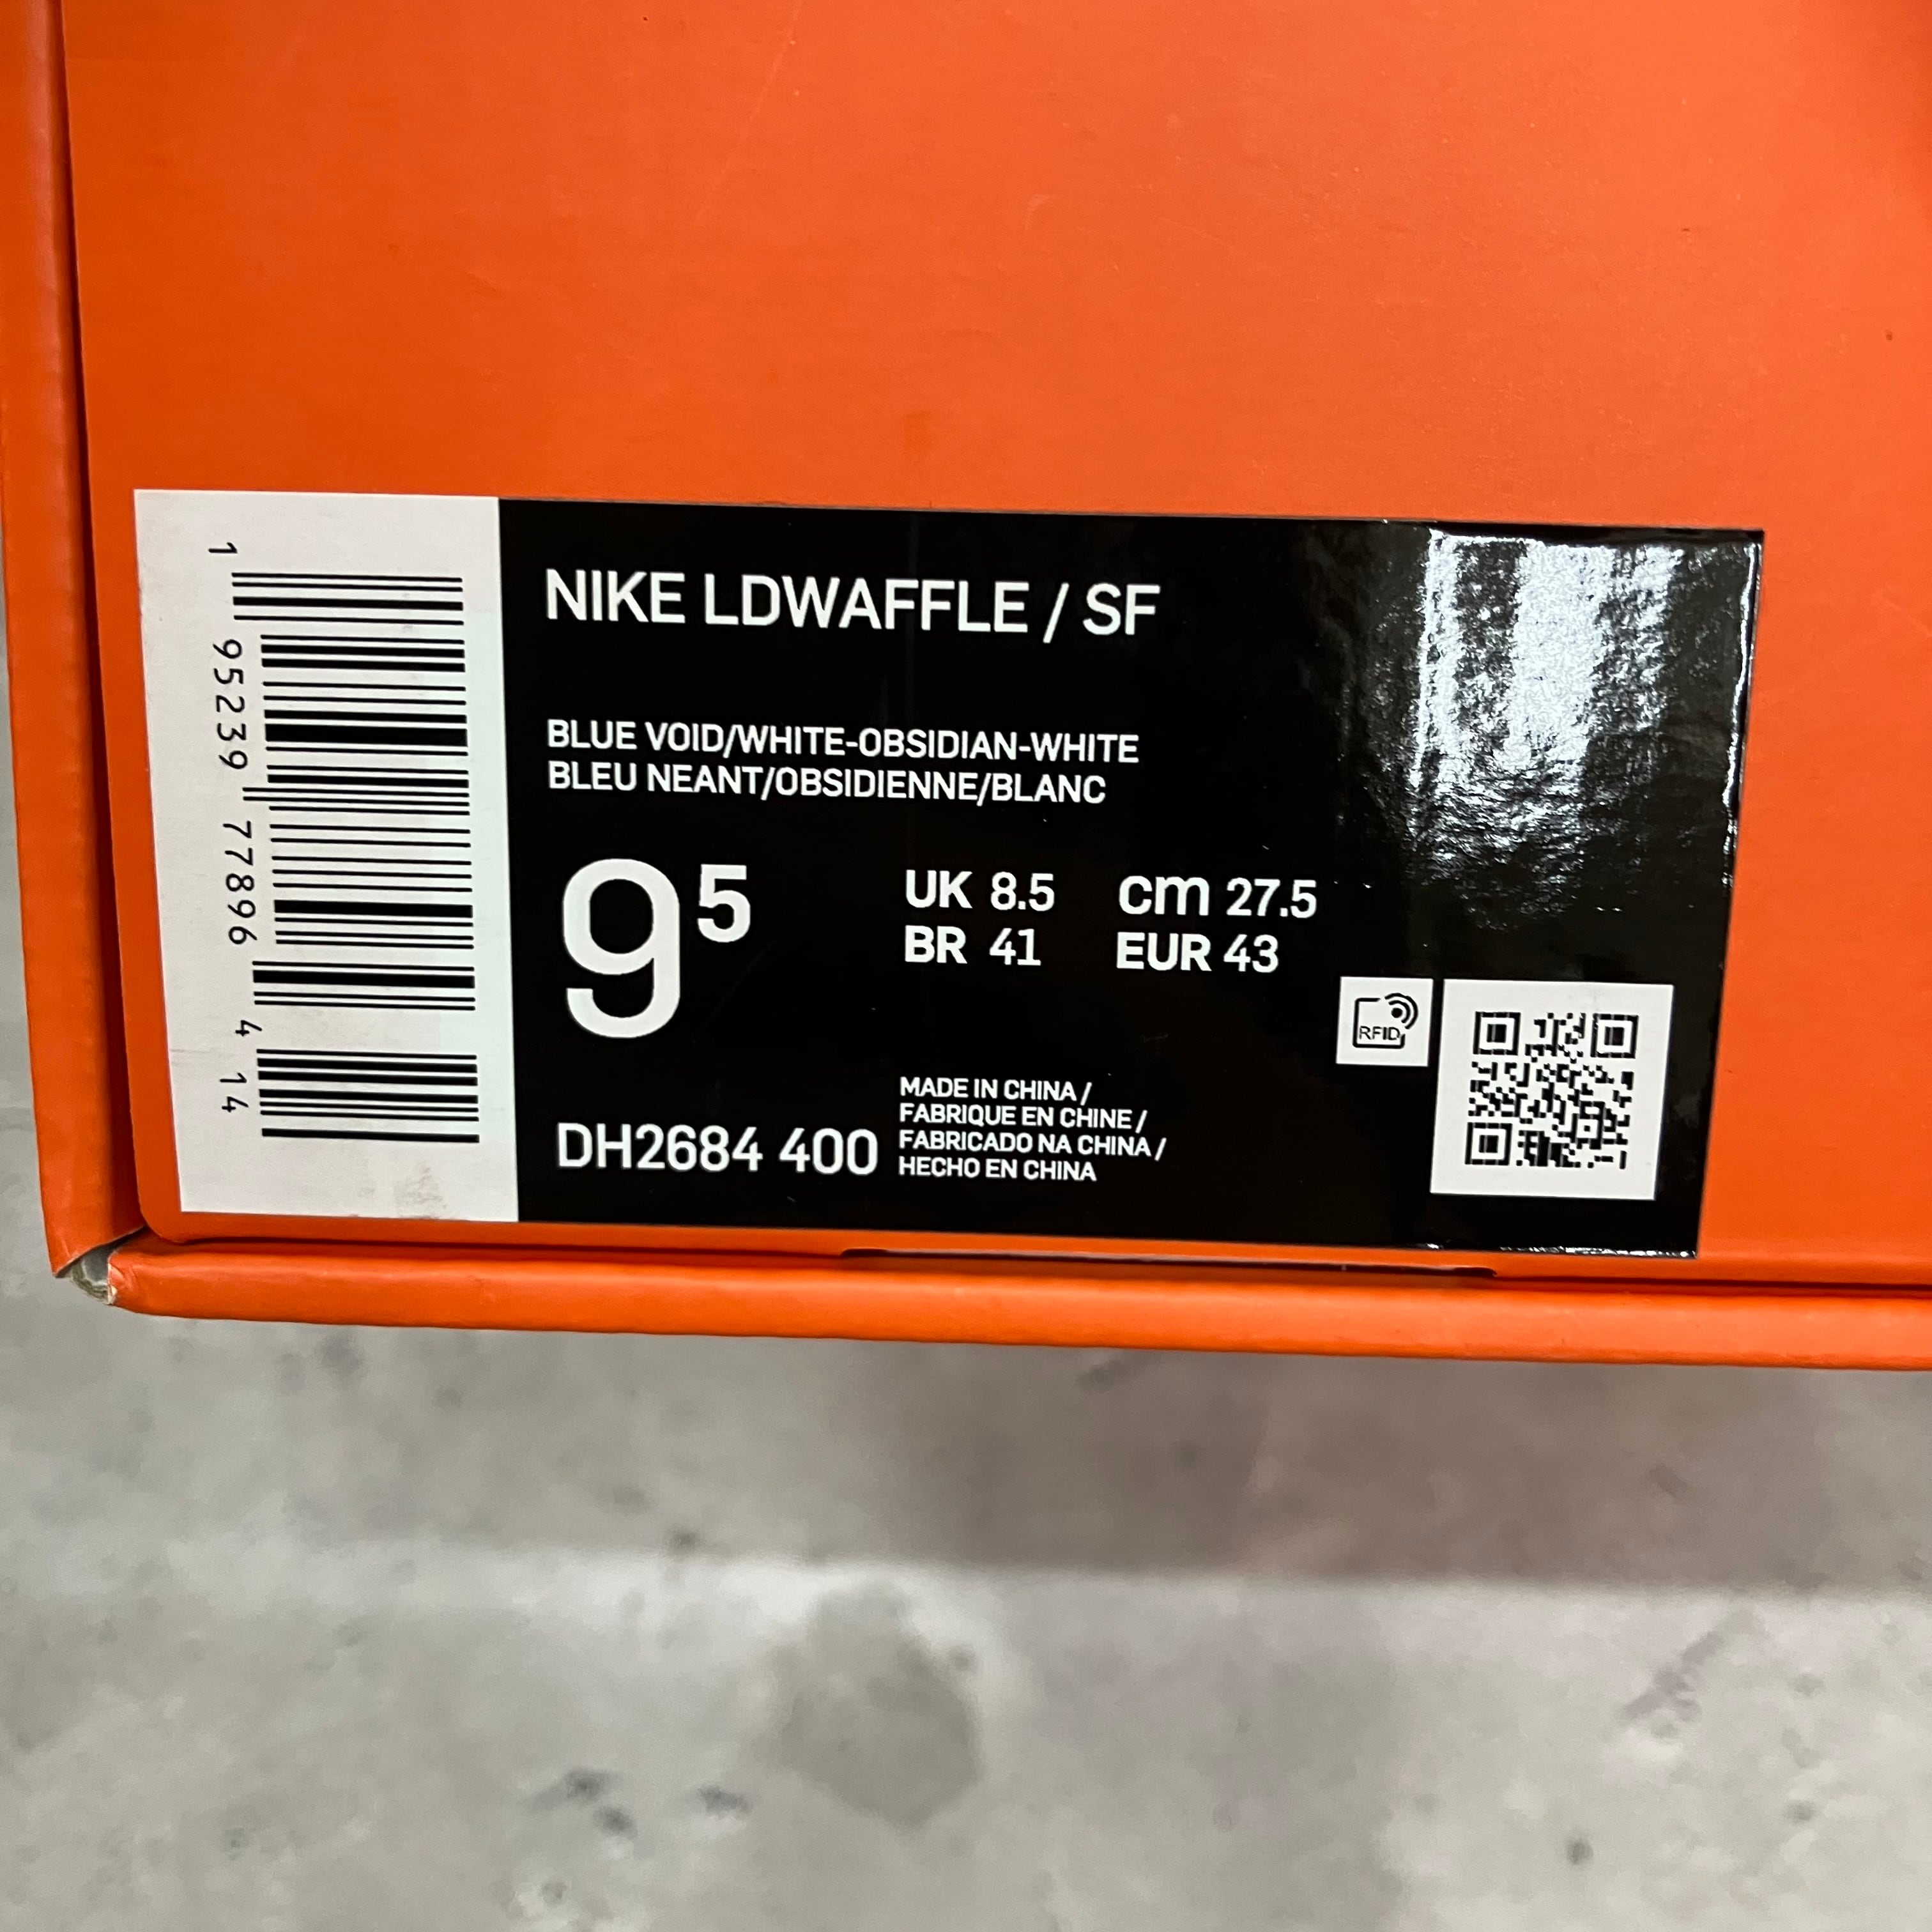 1 95239 77896 4 14
NIKE LDWAFFLE / SF
BLUE VOID/WHITE-OBSIDIAN-WHITE
BLEU NEANT/OBSIDIENNE/BLANC
9⁵
UK 8.5 cm 27.5
BR 41 EUR 43
RFID
DH2684 400
MADE IN CHINA /
FABRIQUE EN CHINE /
FABRICADO NA CHINA /
HECHO EN CHINA